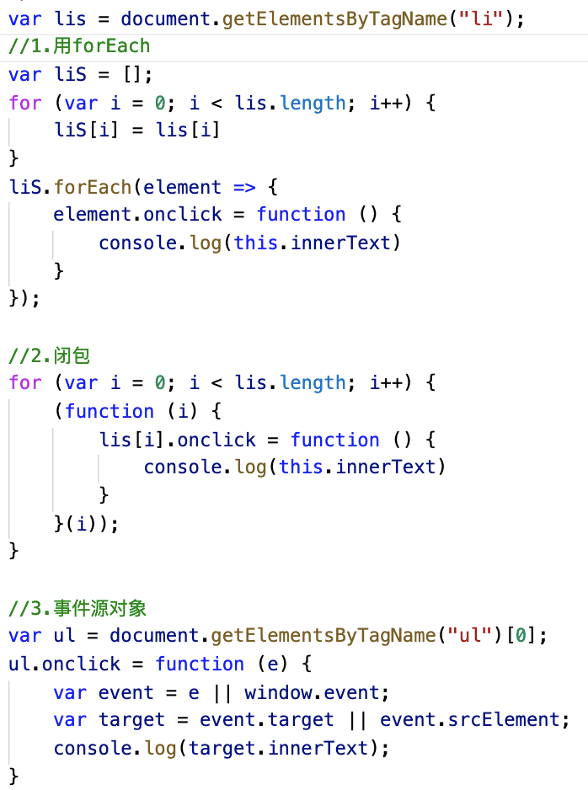 var lis = document.getElementsByTagName("li");
//1.用forEach
var liS = [];
for (var i = 0; i < lis.length; i++) {
    liS[i] = lis[i]
}
liS.forEach(element => {
    element.onclick = function () {
        console.log(this.innerText)
    }
});

//2.闭包
for (var i = 0; i < lis.length; i++) {
    (function (i) {
        lis[i].onclick = function () {
            console.log(this.innerText)
        }
    }(i));
}

//3.事件源对象
var ul = document.getElementsByTagName("ul")[0];
ul.onclick = function (e) {
    var event = e || window.event;
    var target = event.target || event.srcElement;
    console.log(target.innerText);
}